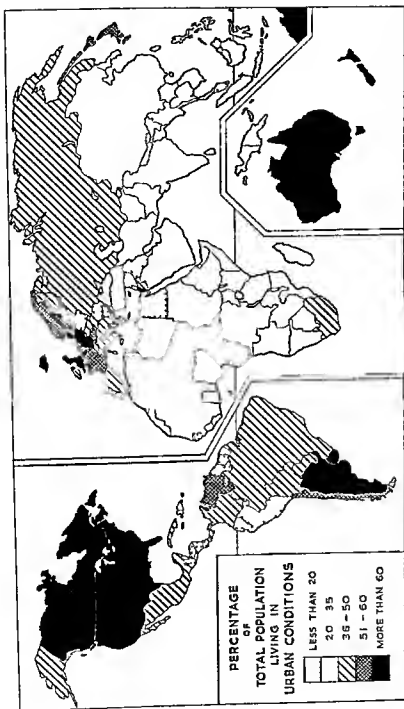 PERCENTAGE
OF
TOTAL POPULATION
LIVING IN
URBAN CONDITIONS
LESS THAN 20
20 35
36-50
51-60
MORE THAN 60